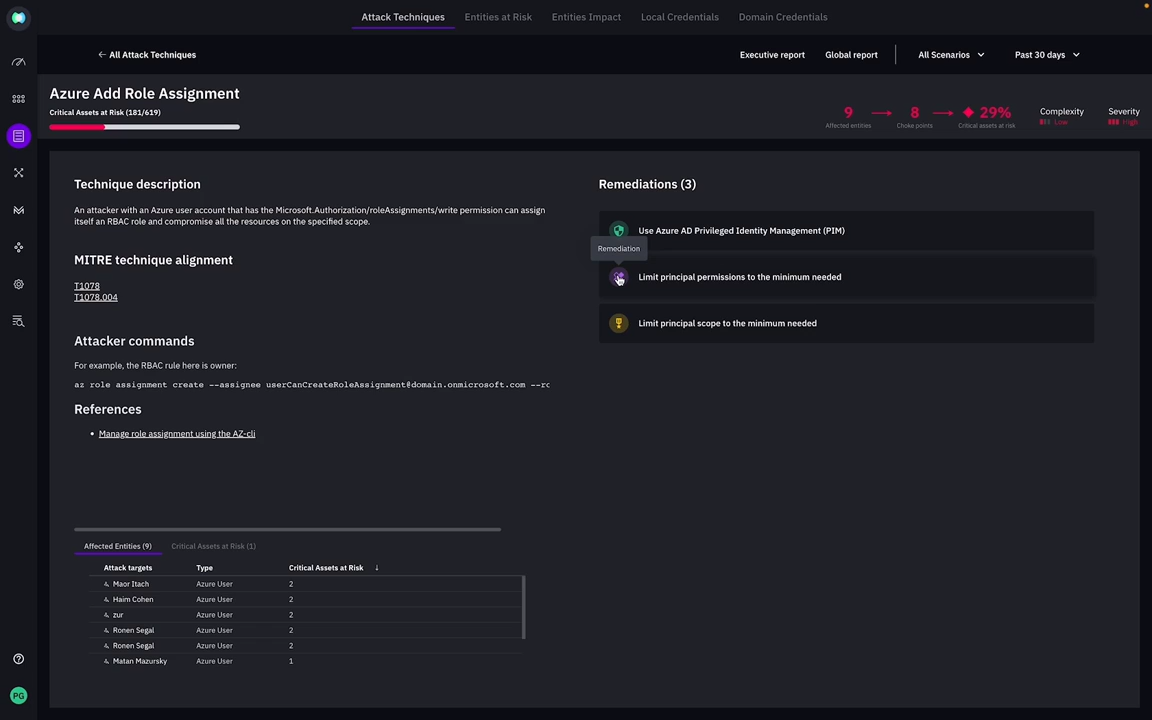 Attack Techniques
Entities at Risk
Entities Impact
Local Credentials
Domain Credentials
← All Attack Techniques
Executive report
Global report
All Scenarios
Past 30 days
Azure Add Role Assignment
Critical Assets at Risk (181/619)
9
Affected entities
8
Choke points
29%
Critical assets at risk
Complexity
Low
Severity
High
Technique description
An attacker with an Azure user account that has the Microsoft.Authorization/roleAssignments/write permission can assign
itself an RBAC role and compromise all the resources on the specified scope.
MITRE technique alignment
T1078
T1078.004
Attacker commands
For example, the RBAC rule here is owner:
az role assignment create --assignee userCanCreateRoleAssignment@domain.onmicrosoft.com --ro
References
• Manage role assignment using the AZ-cli
Remediations (3)
Use Azure AD Privileged Identity Management (PIM)
Remediation
Limit principal permissions to the minimum needed
Limit principal scope to the minimum needed
Affected Entities (9)
Critical Assets at Risk (1)
Attack targets Type Critical Assets at Risk ↓
Maor Itach Azure User 2
Haim Cohen Azure User 2
zur Azure User 2
Ronen Segal Azure User 2
Ronen Segal Azure User 2
Matan Mazursky Azure User 1
PG